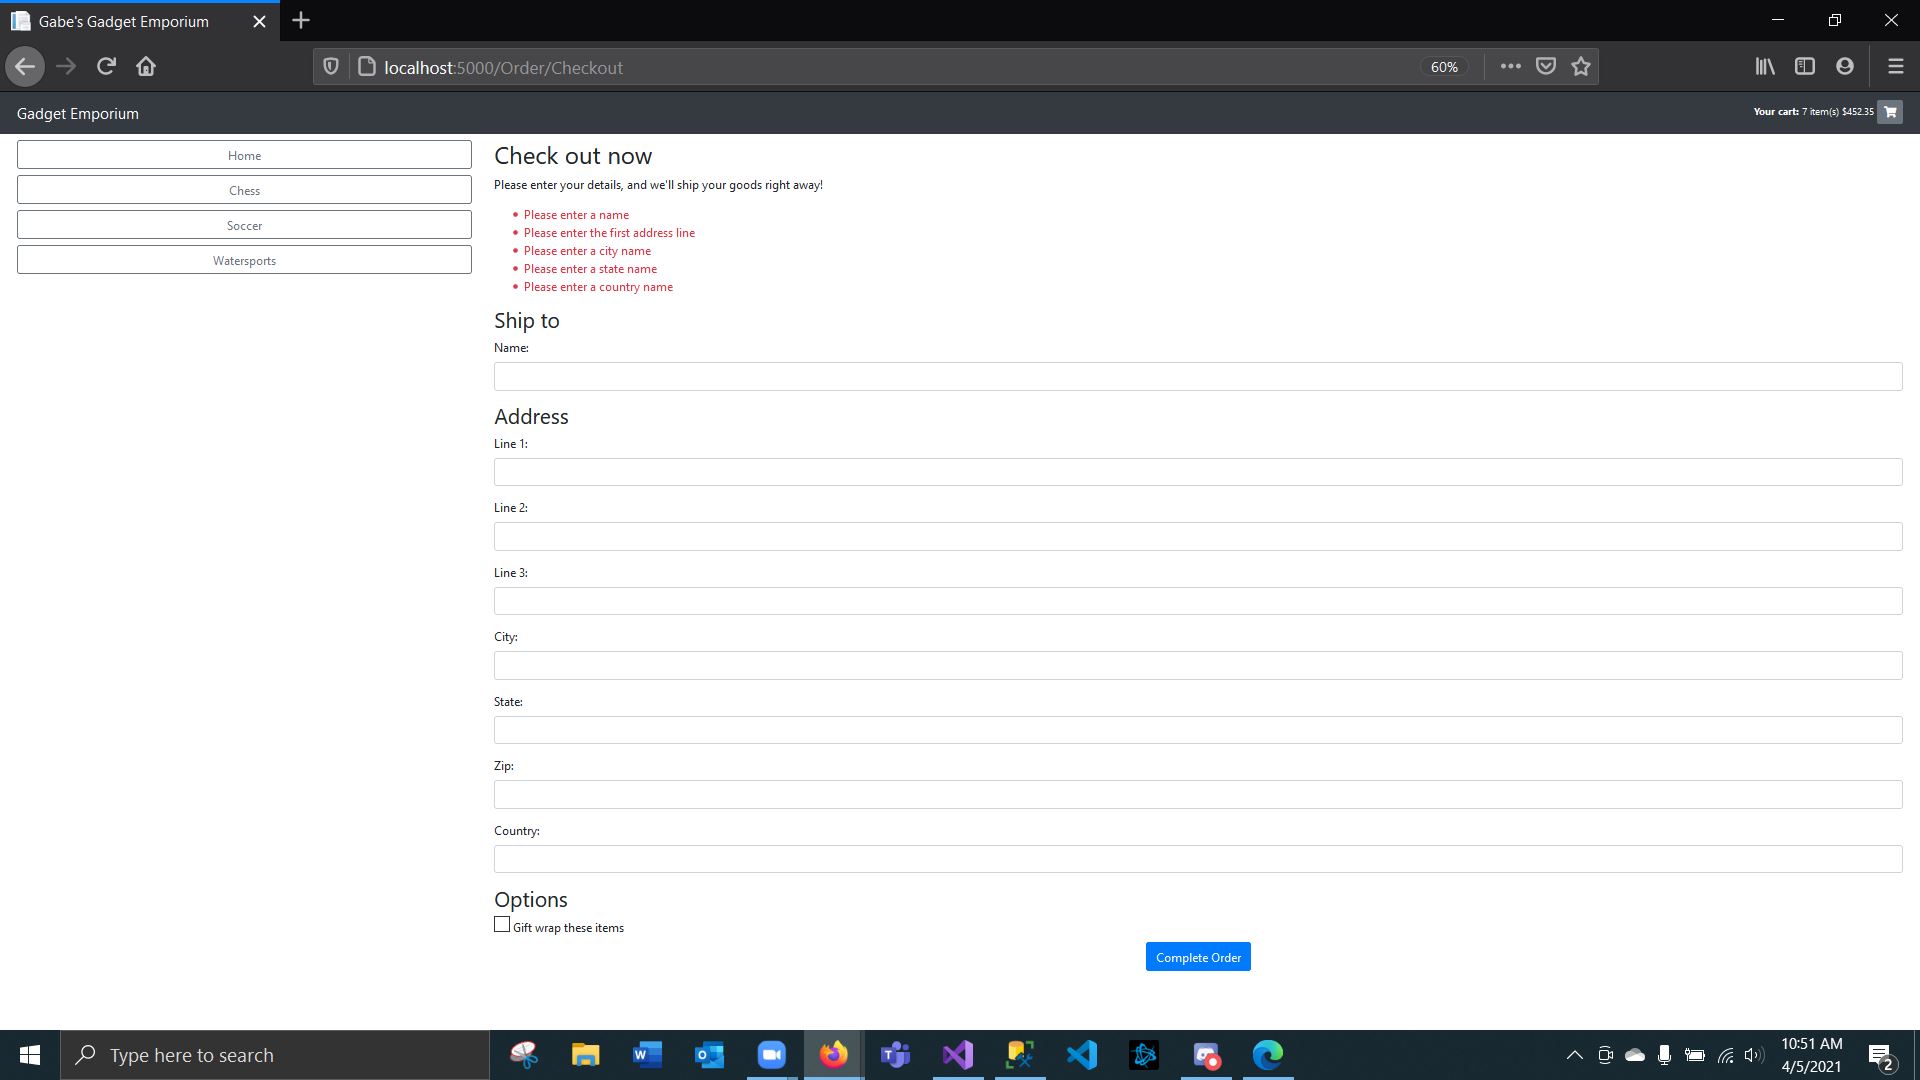 Gabe's Gadget Emporium
localhost:5000/Order/Checkout
60%
Gadget Emporium
Your cart: 7 item(s) $452.35
Home
Chess
Soccer
Watersports
Check out now
Please enter your details, and we'll ship your goods right away!
Please enter a name
Please enter the first address line
Please enter a city name
Please enter a state name
Please enter a country name
Ship to
Name:
Address
Line 1:
Line 2:
Line 3:
City:
State:
Zip:
Country:
Options
Gift wrap these items
Complete Order
Type here to search
10:51 AM
4/5/2021
2